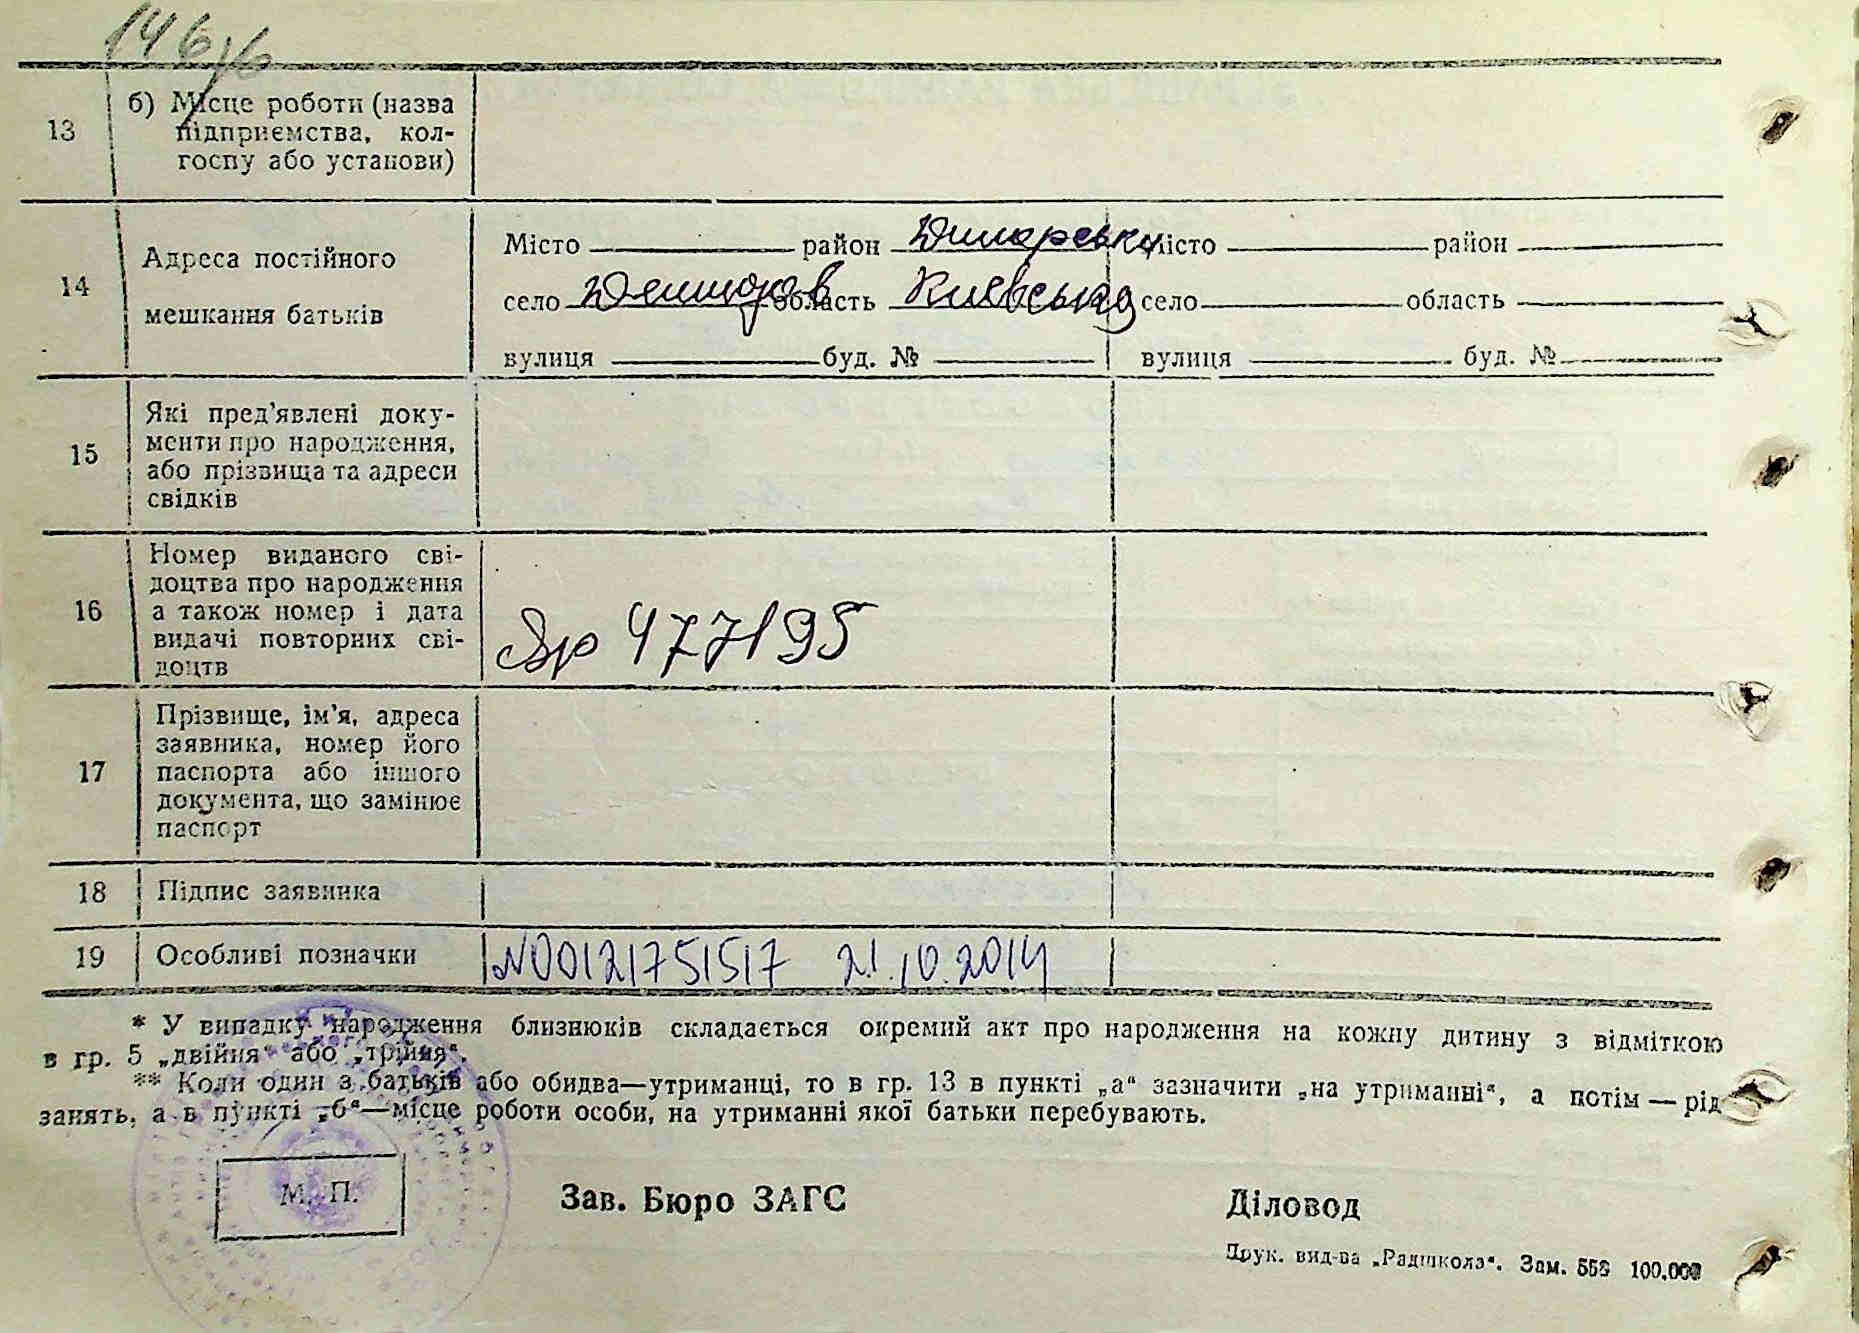 146/6
13
б) Місце роботи (назва
підприємства, кол-
госпу або установи)
14
Адреса постійного
мешкання батьків
Місто район Димарська місто район
село Демидов область Київська село область
вулиця буд. № вулиця буд. №
15
Які пред'явлені доку-
менти про народження,
або прізвища та адреси
свідків
16
Номер виданого сві-
доцтва про народження
а також номер і дата
видачі повторних сві-
доцтв
477195
17
Прізвище, ім'я, адреса
заявника, номер його
паспорта або іншого
документа, що замінює
паспорт
18 Підпис заявника
19 Особливі позначки N00121751517 21.10.2014
* У випадку народження близнюків складається окремий акт про народження на кожну дитину з відміткою
в гр. 5 „двійня" або „трійня".
** Коли один з батьків або обидва—утриманці, то в гр. 13 в пункті „а" зазначити „на утриманні", а потім — рід
занять, а в пункті „б"—місце роботи особи, на утриманні якої батьки перебувають.
М. П.
Зав. Бюро ЗАГС
Діловод
Друк. вид-ва „Радшкола". Зам. 553 100.000